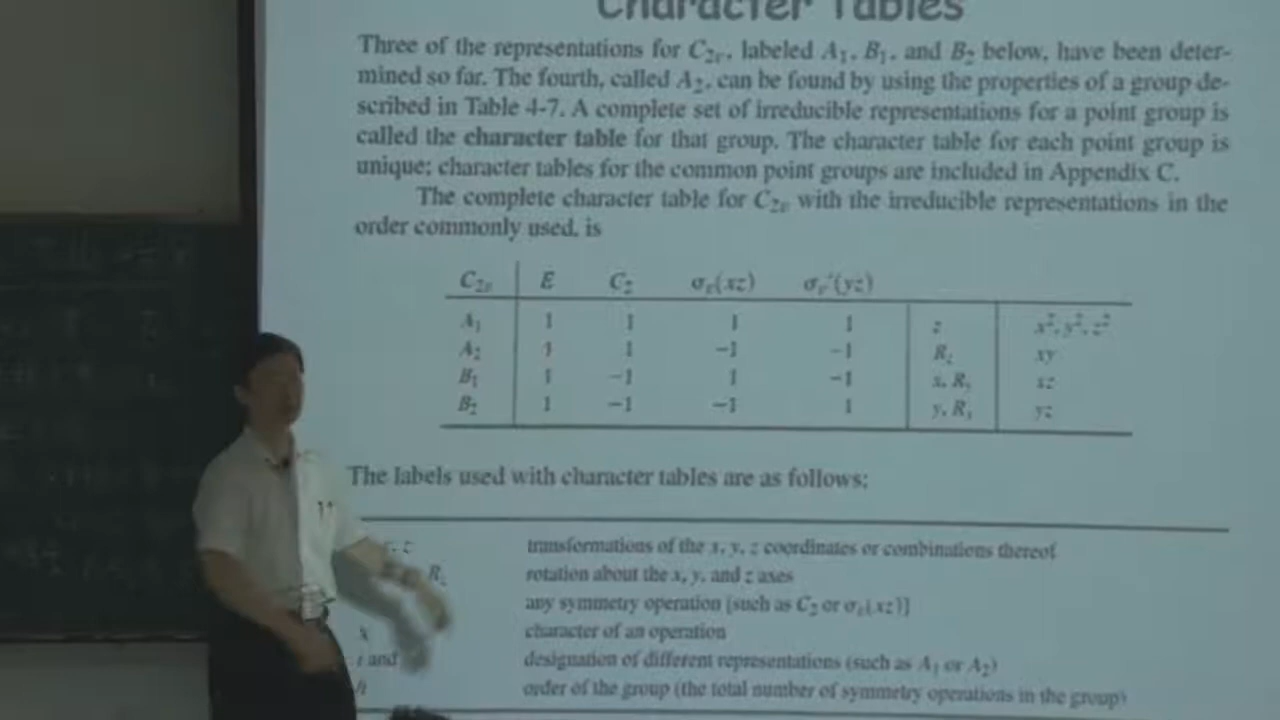 Character Tables
Three of the representations for C2v, labeled A1, B1, and B2 below, have been deter-
mined so far. The fourth, called A2, can be found by using the properties of a group de-
scribed in Table 4-7. A complete set of irreducible representations for a point group is
called the character table for that group. The character table for each point group is
unique; character tables for the common point groups are included in Appendix C.
The complete character table for C2v with the irreducible representations in the
order commonly used, is
C2v E C2 σv(xz) σv′(yz)
A1 1 1 1 1 z x², y², z²
A2 1 1 −1 −1 Rz xy
B1 1 −1 1 −1 x, Ry xz
B2 1 −1 −1 1 y, Rx yz
The labels used with character tables are as follows:
z transformations of the x, y, z coordinates or combinations thereof
Rz rotation about the x, y, and z axes
any symmetry operation [such as C2 or σv(xz)]
χ character of an operation
i and designation of different representations (such as A1 or A2)
h order of the group (the total number of symmetry operations in the group)